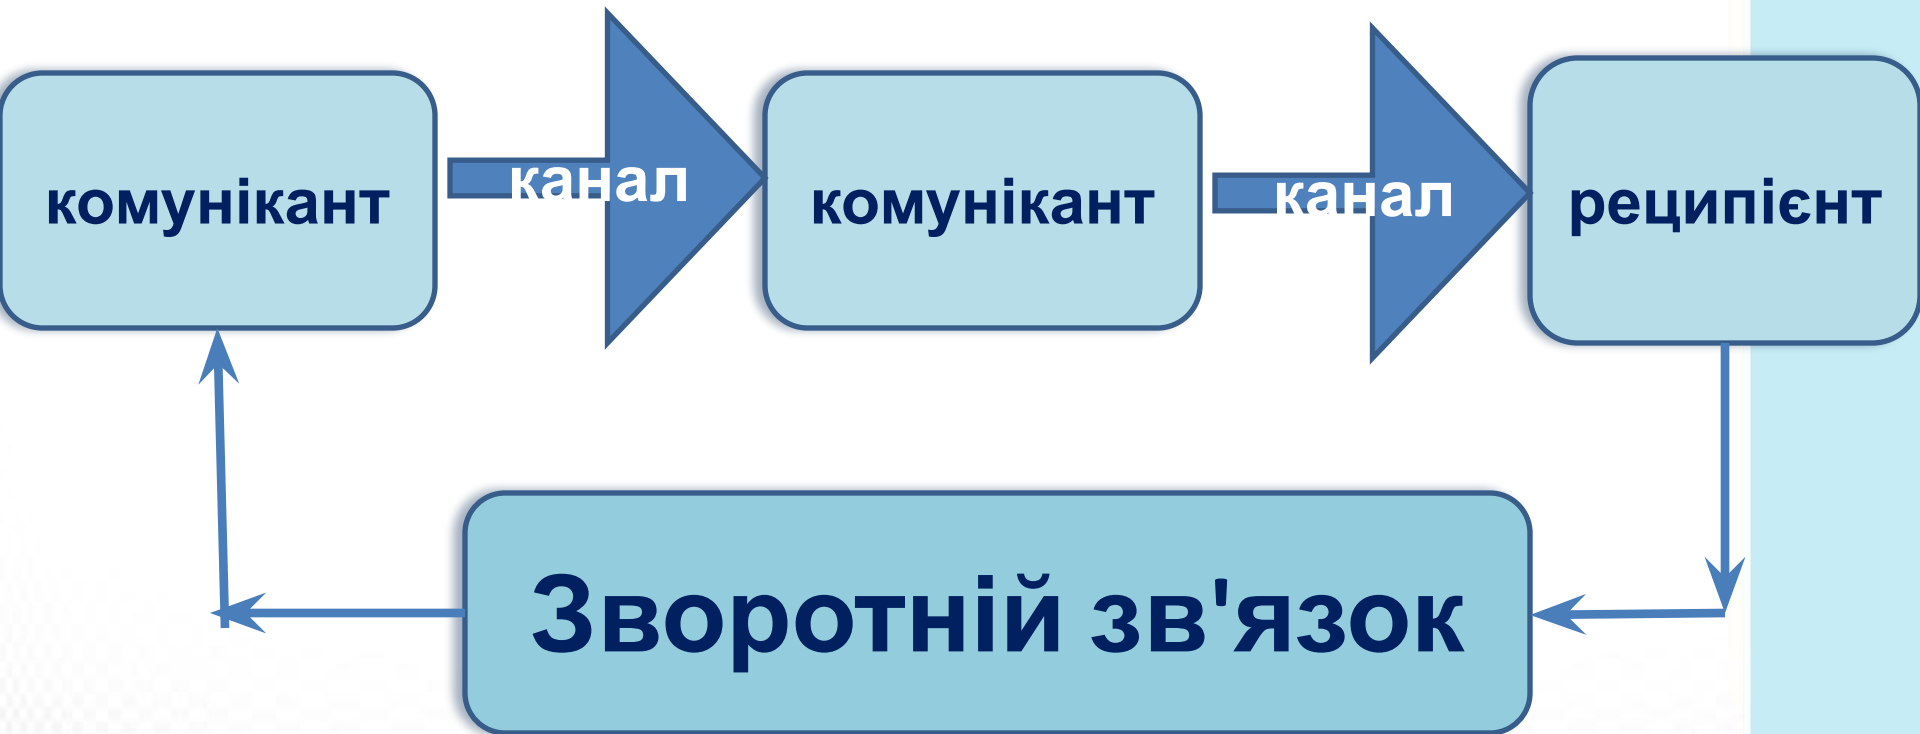 комунікант
канал
комунікант
канал
реципієнт
Зворотній зв'язок